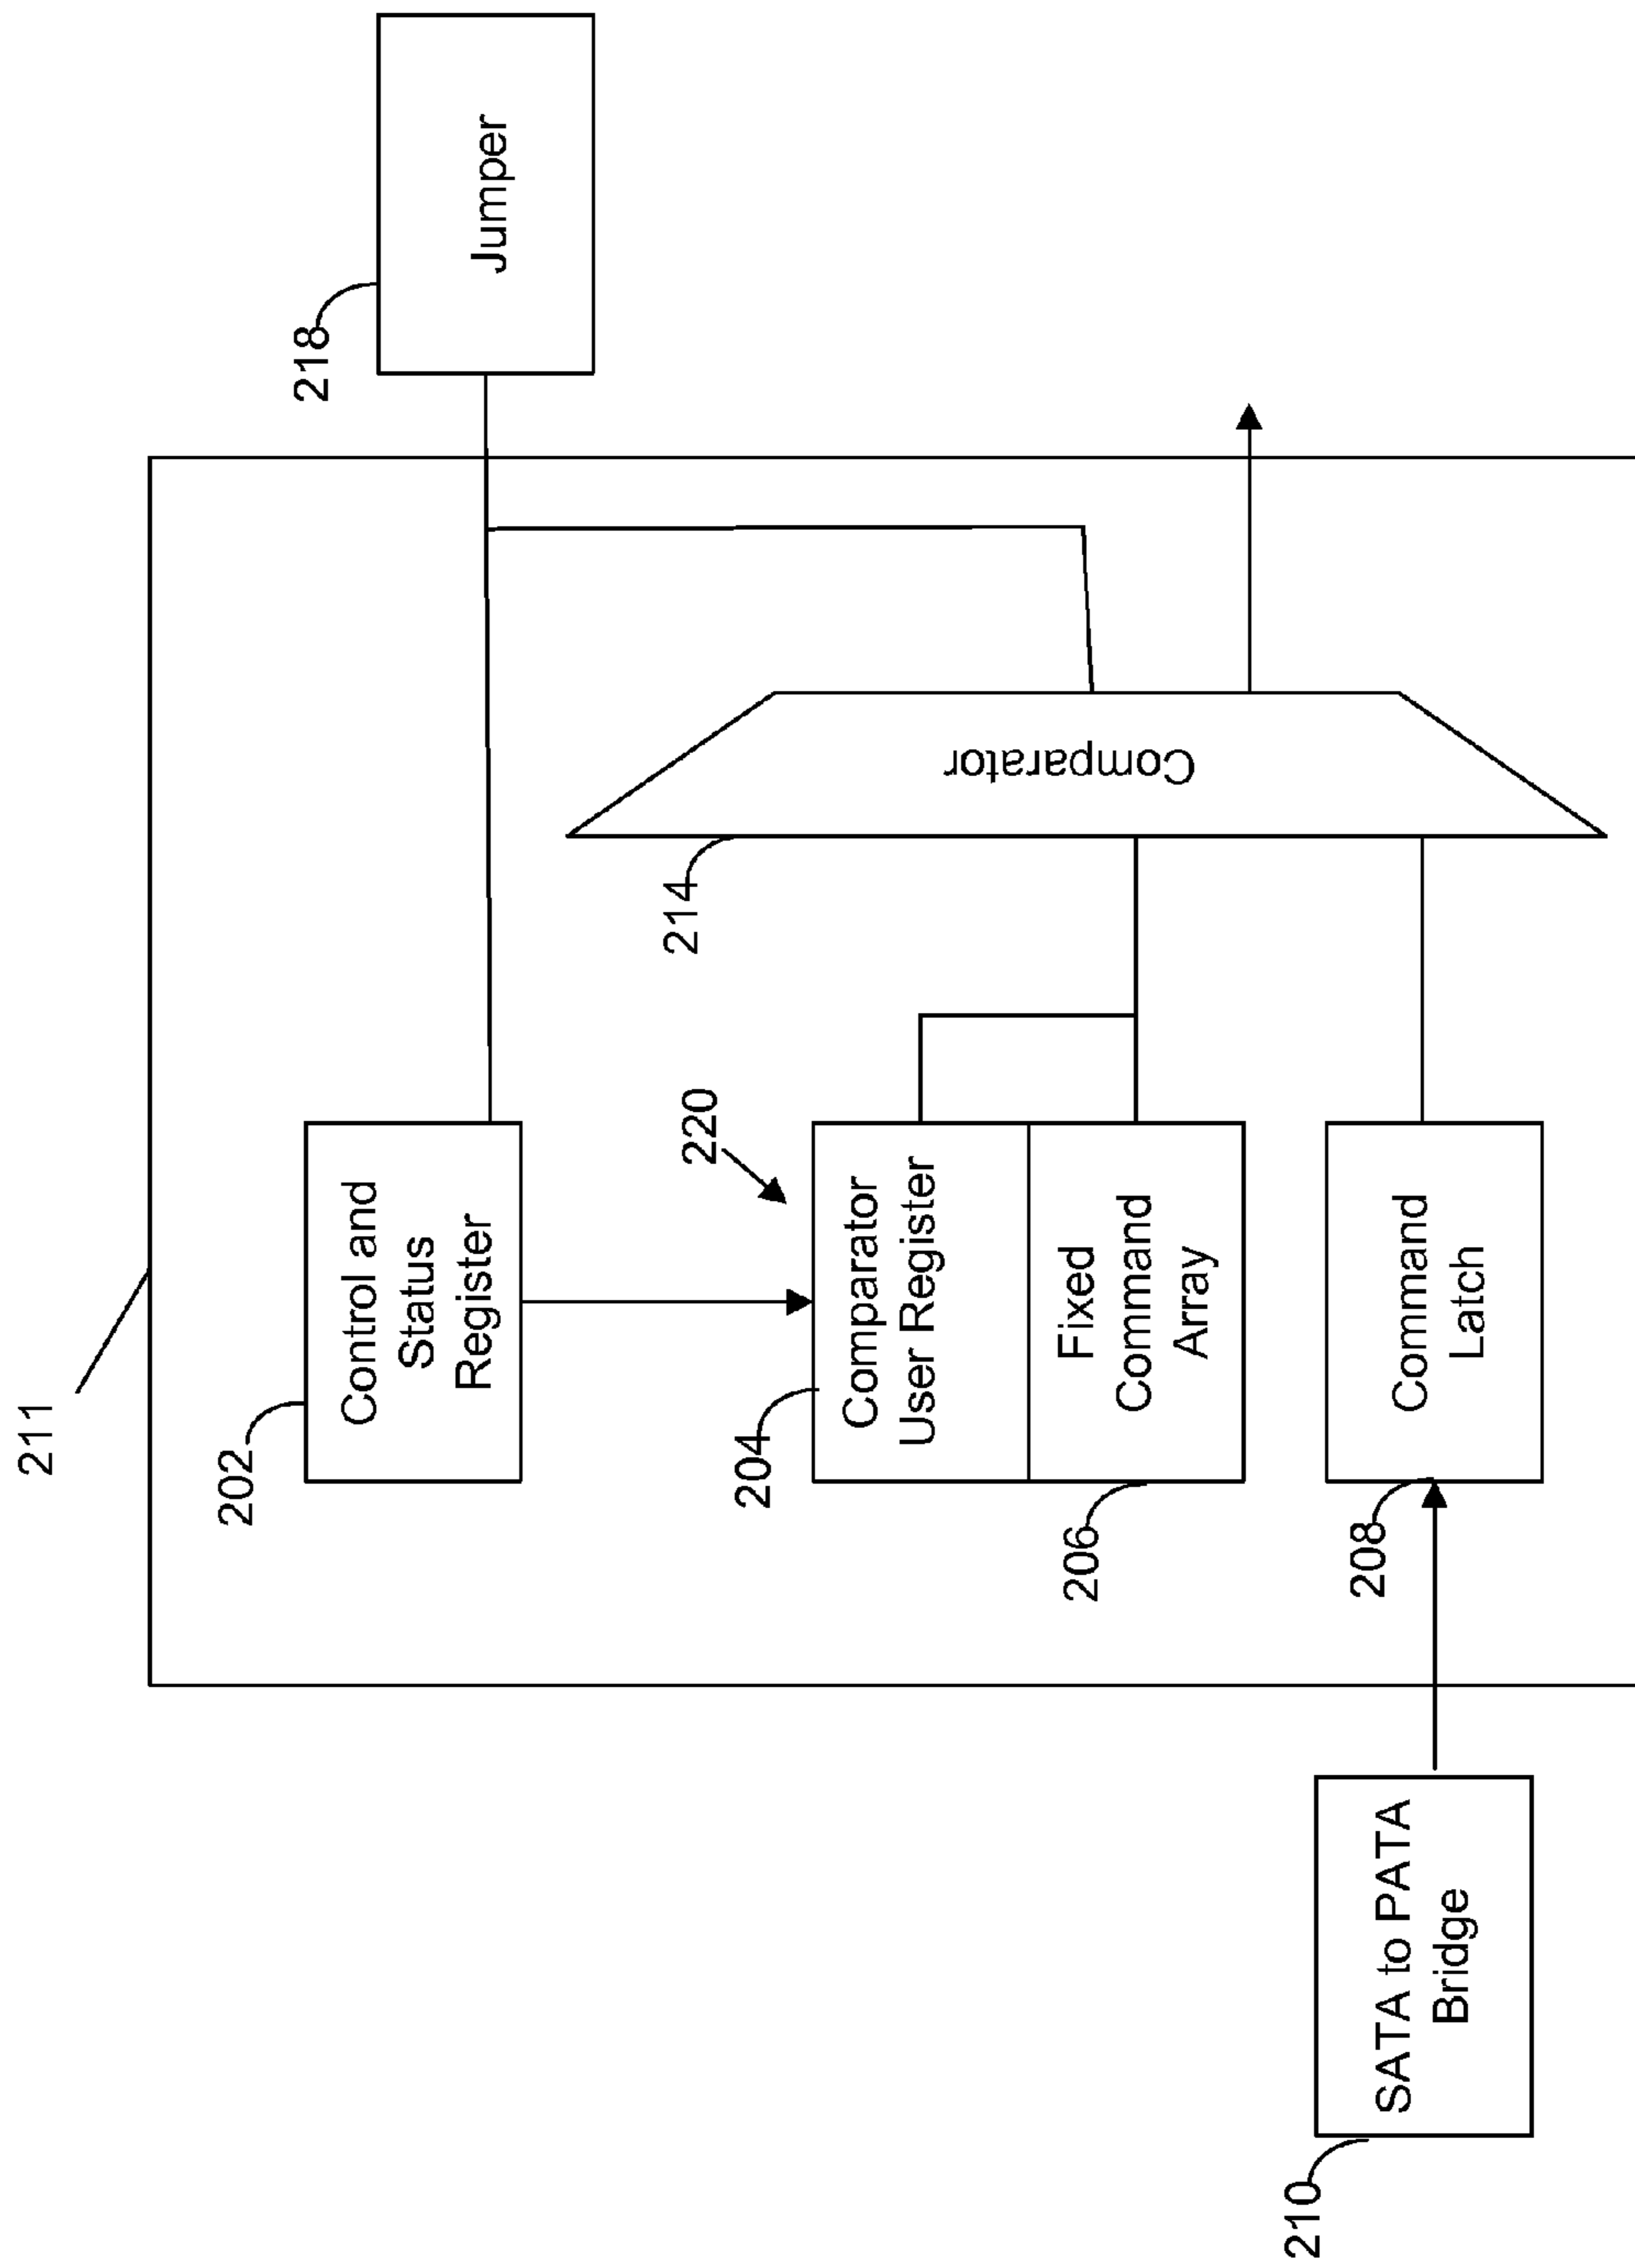 211
202
Control and
Status
Register
218
Jumper
220
204
Comparator
User Register
206
Fixed
Command
Array
214
Comparator
208
Command
Latch
210
SATA to PATA
Bridge